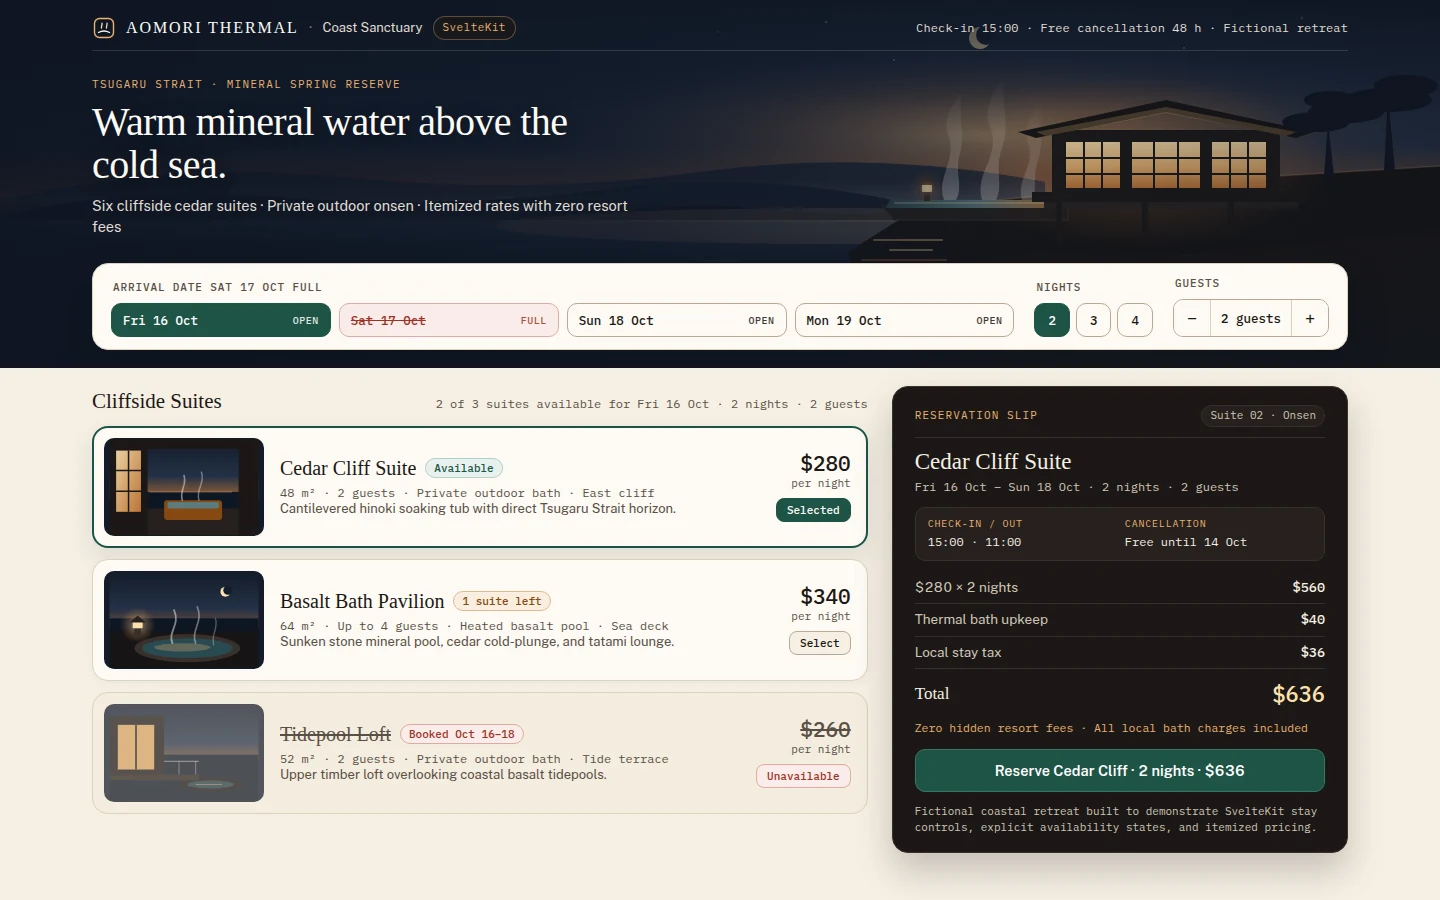 AOMORI THERMAL · Coast Sanctuary SvelteKit
Check-in 15:00 · Free cancellation 48 h · Fictional retreat
TSUGARU STRAIT · MINERAL SPRING RESERVE
Warm mineral water above the
cold sea.
Six cliffside cedar suites · Private outdoor onsen · Itemized rates with zero resort
fees
ARRIVAL DATE SAT 17 OCT FULL
Fri 16 Oct OPEN
Sat 17 Oct FULL
Sun 18 Oct OPEN
Mon 19 Oct OPEN
NIGHTS
2 3 4
GUESTS
− 2 guests +
Cliffside Suites
2 of 3 suites available for Fri 16 Oct · 2 nights · 2 guests
Cedar Cliff Suite Available
48 m² · 2 guests · Private outdoor bath · East cliff
Cantilevered hinoki soaking tub with direct Tsugaru Strait horizon.
$280
per night
Selected
Basalt Bath Pavilion 1 suite left
64 m² · Up to 4 guests · Heated basalt pool · Sea deck
Sunken stone mineral pool, cedar cold-plunge, and tatami lounge.
$340
per night
Select
Tidepool Loft Booked Oct 16–18
52 m² · 2 guests · Private outdoor bath · Tide terrace
Upper timber loft overlooking coastal basalt tidepools.
$260
per night
Unavailable
RESERVATION SLIP
Suite 02 · Onsen
Cedar Cliff Suite
Fri 16 Oct – Sun 18 Oct · 2 nights · 2 guests
CHECK-IN / OUT
15:00 · 11:00
CANCELLATION
Free until 14 Oct
$280 × 2 nights $560
Thermal bath upkeep $40
Local stay tax $36
Total $636
Zero hidden resort fees · All local bath charges included
Reserve Cedar Cliff · 2 nights · $636
Fictional coastal retreat built to demonstrate SvelteKit stay
controls, explicit availability states, and itemized pricing.